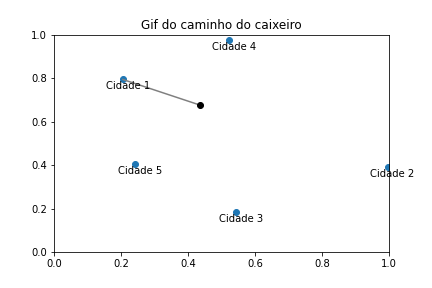 Gif do caminho do caixeiro
1.0
Cidade 4
0.8
Cidade 1
0.6
0.4
Cidade 5
Cidade 2
0.2
Cidade 3
0.0
0.0 0.2 0.4 0.6 0.8 1.0